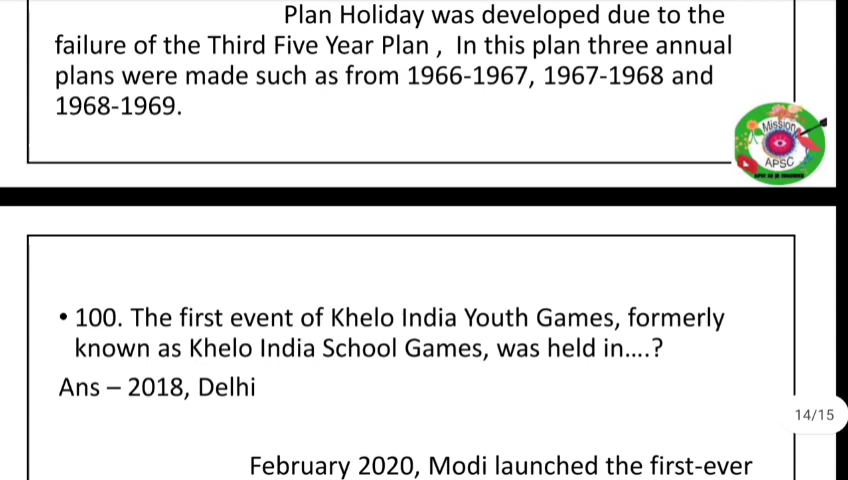 Plan Holiday was developed due to the
failure of the Third Five Year Plan , In this plan three annual
plans were made such as from 1966-1967, 1967-1968 and
1968-1969.
Mission
APSC
• 100. The first event of Khelo India Youth Games, formerly
known as Khelo India School Games, was held in....?
Ans – 2018, Delhi
14/15
February 2020, Modi launched the first-ever